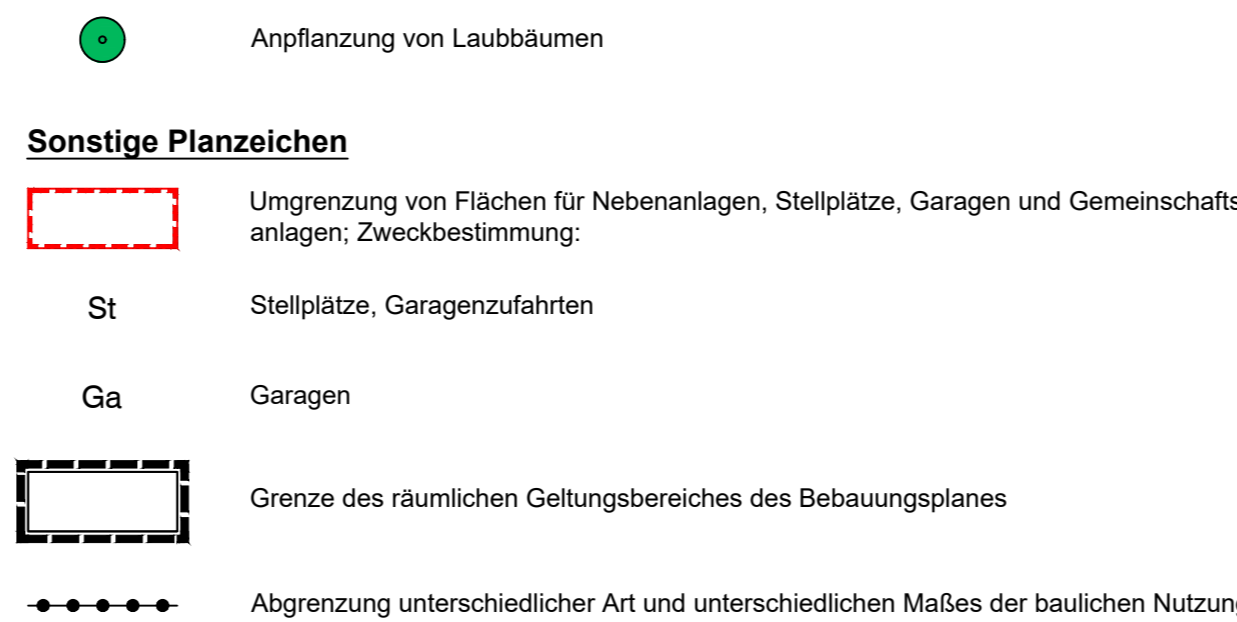 Anpflanzung von Laubbäumen
Sonstige Planzeichen
Umgrenzung von Flächen für Nebenanlagen, Stellplätze, Garagen und Gemeinschafts
anlagen; Zweckbestimmung:
St Stellplätze, Garagenzufahrten
Ga Garagen
Grenze des räumlichen Geltungsbereiches des Bebauungsplanes
Abgrenzung unterschiedlicher Art und unterschiedlichen Maßes der baulichen Nutzung